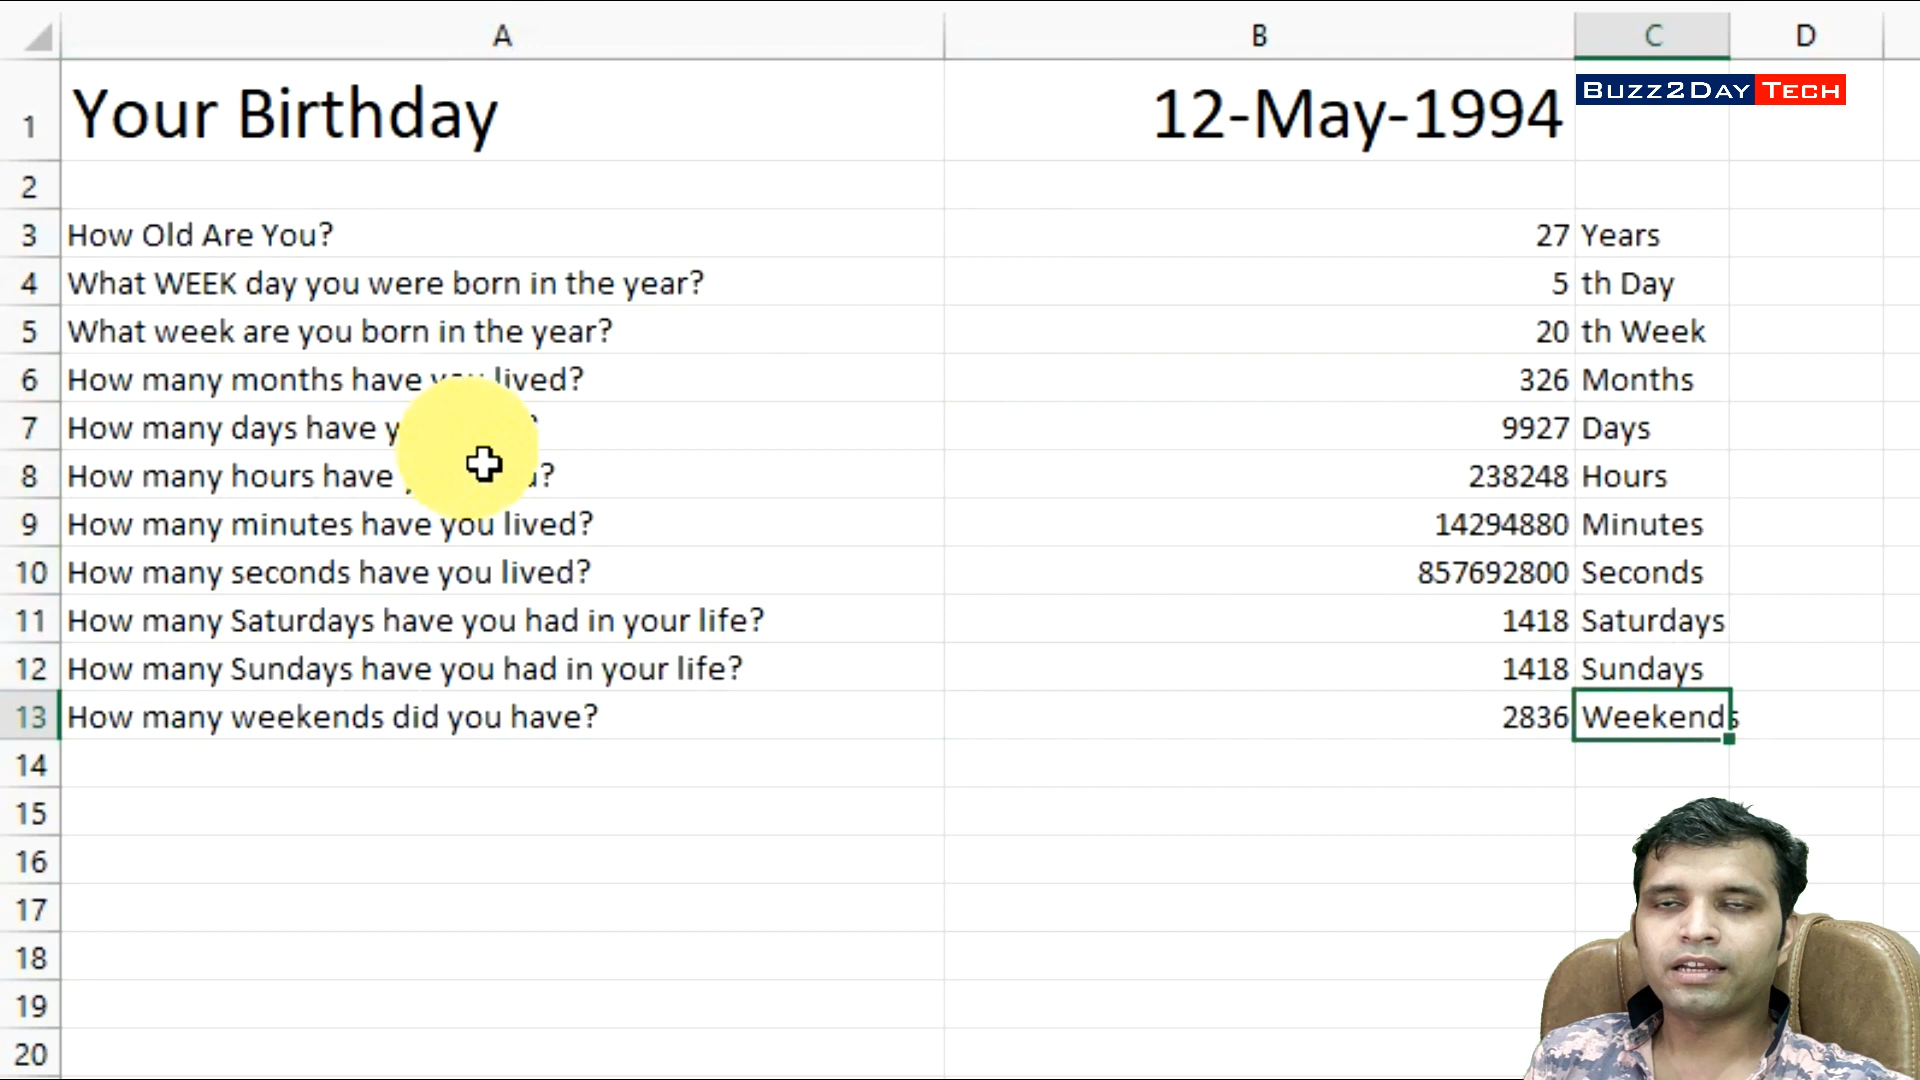 A B C D
1 Your Birthday 12-May-1994 Buzz2Day Tech
2
3 How Old Are You? 27 Years
4 What WEEK day you were born in the year? 5 th Day
5 What week are you born in the year? 20 th Week
6 How many months have lived? 326 Months
7 How many days have 9927 Days
8 How many hours have 238248 Hours
9 How many minutes have you lived? 14294880 Minutes
10 How many seconds have you lived? 857692800 Seconds
11 How many Saturdays have you had in your life? 1418 Saturdays
12 How many Sundays have you had in your life? 1418 Sundays
13 How many weekends did you have? 2836 Weekends
14
15
16
17
18
19
20